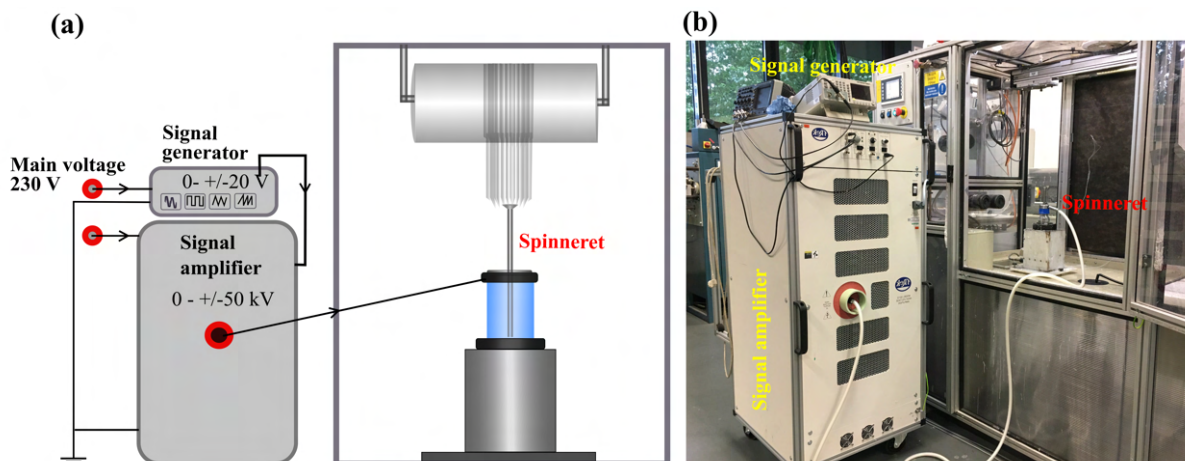 (a)
Signal
generator
Main voltage
230 V
0- +/-20 V
Signal
amplifier
0 - +/-50 kV
Spinneret
(b)
Signal generator
Spinneret
Signal amplifier